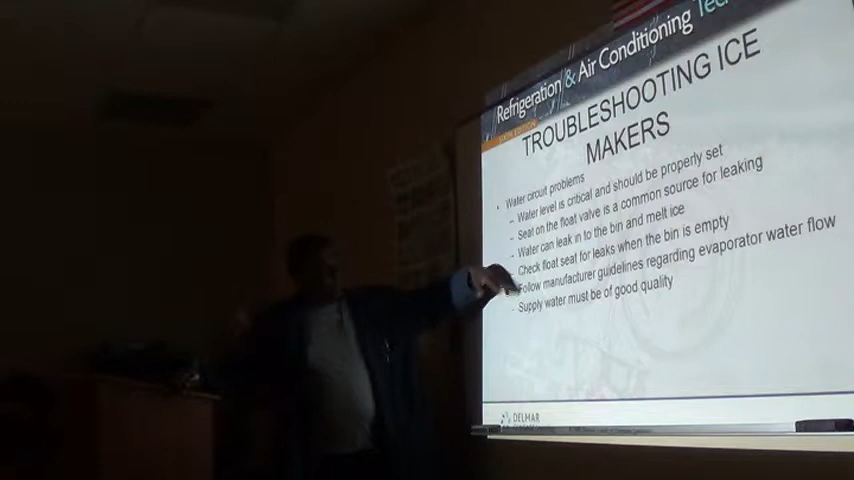 Refrigeration & Air Conditioning Tec
TROUBLESHOOTING ICE
MAKERS
• Water circuit problems
– Water level is critical and should be properly set
– Seat on the float valve is a common source for leaking
– Water can leak in to the bin and melt ice
– Check float seat for leaks when the bin is empty
Follow manufacturer guidelines regarding evaporator water flow
– Supply water must be of good quality
DELMAR